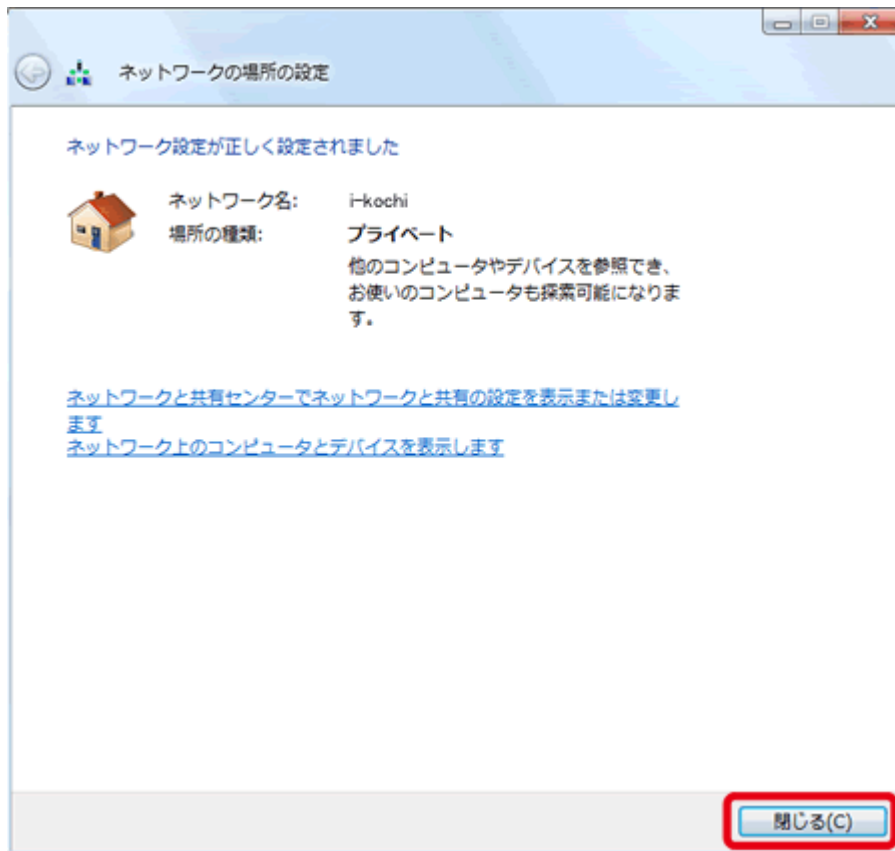 ネットワークの場所の設定
ネットワーク設定が正しく設定されました
ネットワーク名: i-kochi
場所の種類: プライベート
他のコンピュータやデバイスを参照でき、
お使いのコンピュータも探索可能になりま
す。
ネットワークと共有センターでネットワークと共有の設定を表示または変更し
ます
ネットワーク上のコンピュータとデバイスを表示します
閉じる(C)